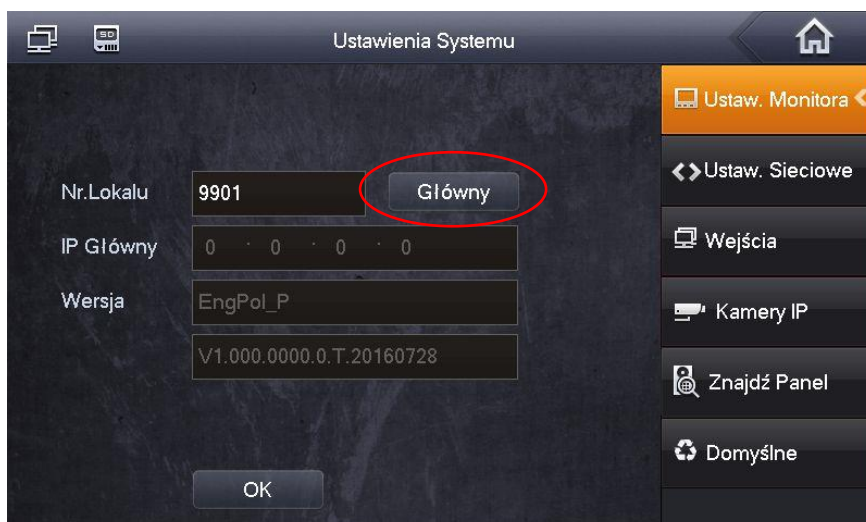 SD
Ustawienia Systemu
Ustaw. Monitora
Nr.Lokalu
9901
Główny
Ustaw. Sieciowe
IP Główny
0 . 0 . 0 . 0
Wejścia
Wersja
EngPol_P
Kamery IP
V1.000.0000.0.T.20160728
Znajdź Panel
Domyślne
OK